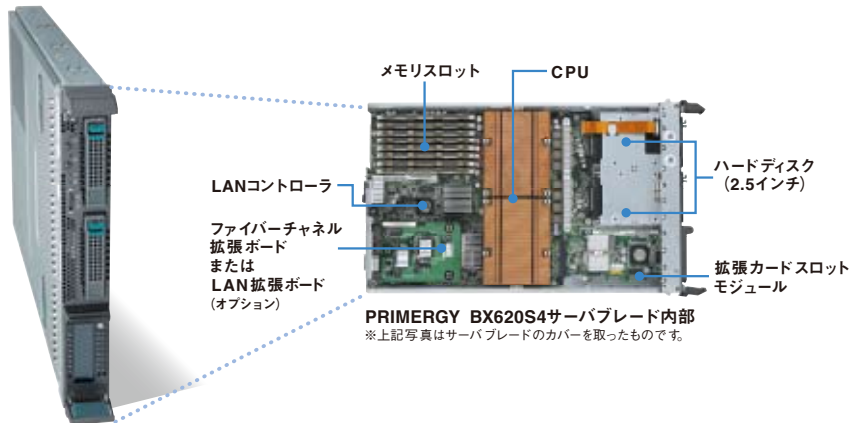 メモリスロット
CPU
LANコントローラ
ファイバーチャネル
拡張ボード
または
LAN拡張ボード
(オプション)
ハードディスク
(2.5インチ)
拡張カードスロット
モジュール
PRIMERGY BX620S4サーバブレード内部
※上記写真はサーバブレードのカバーを取ったものです。